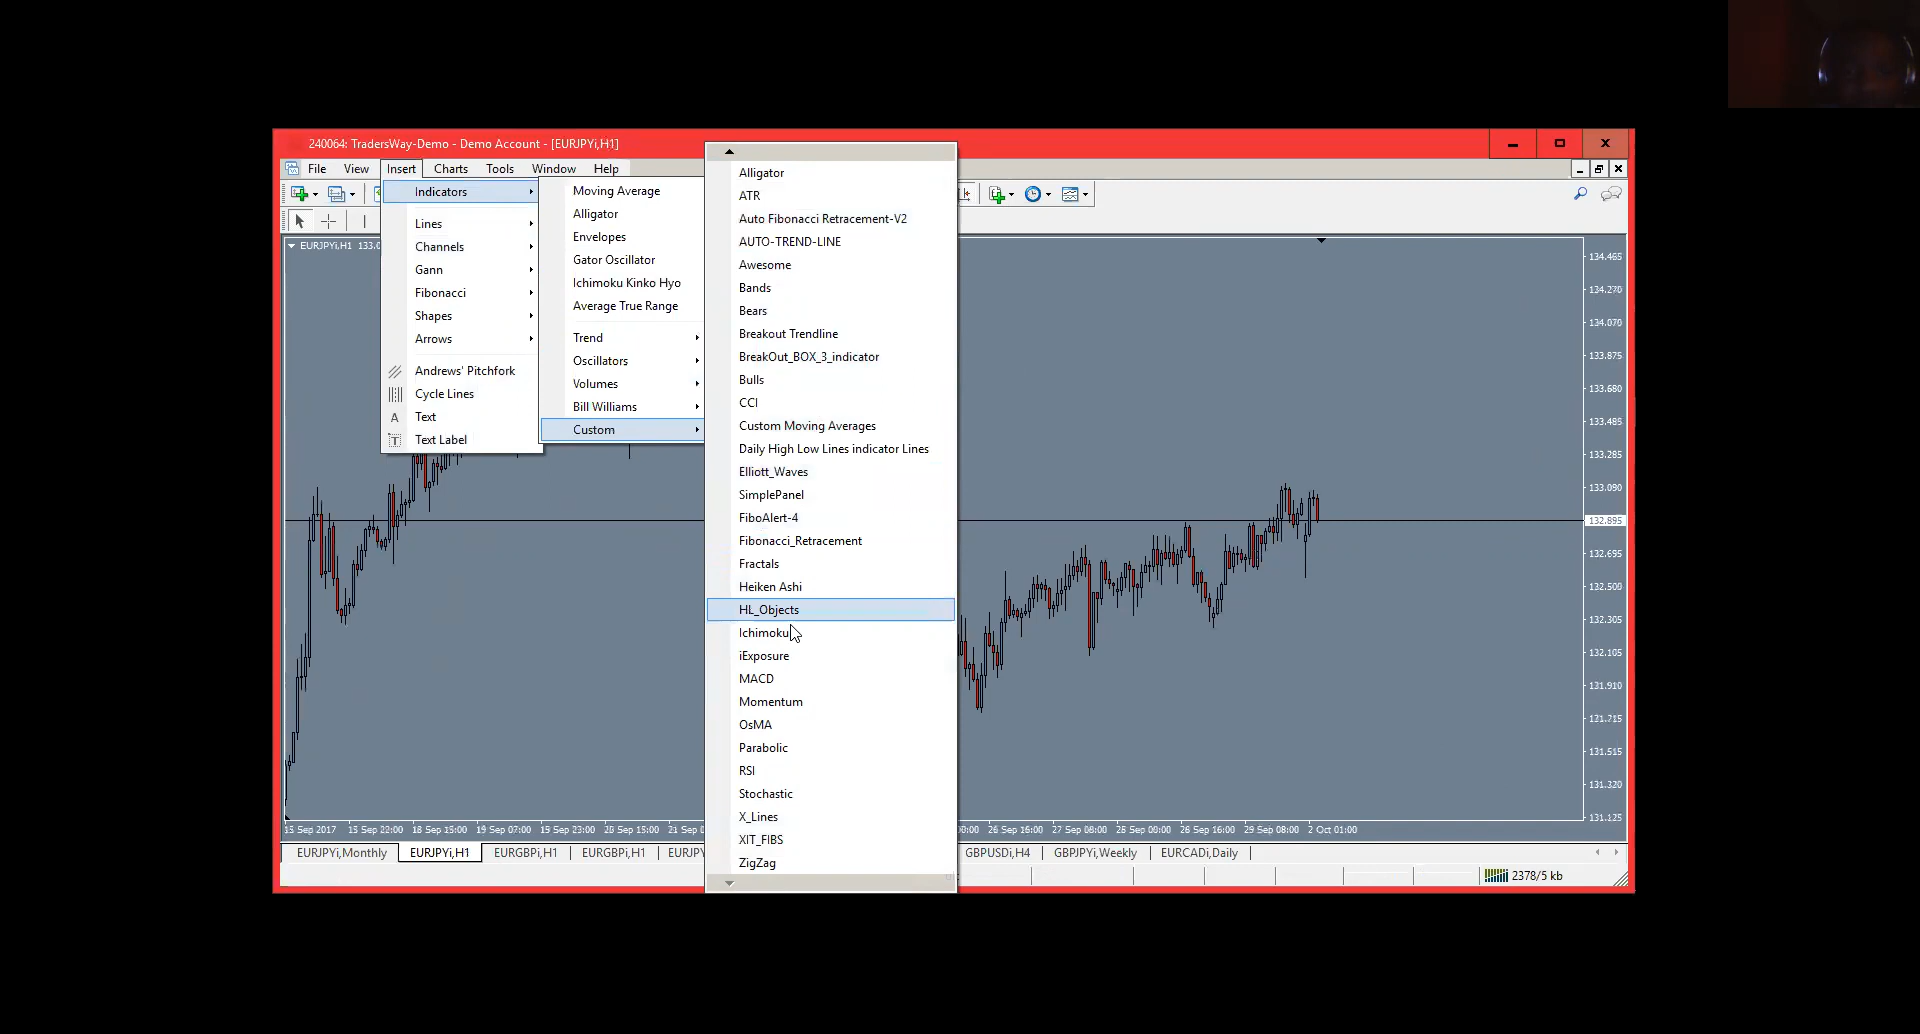 240064: TradersWay-Demo - Demo Account - [EURJPYi,H1]
File View Insert Charts Tools Window Help
Indicators
Lines
Channels
Gann
Fibonacci
Shapes
Arrows
Andrews' Pitchfork
Cycle Lines
Text
Text Label
Moving Average
Alligator
Envelopes
Gator Oscillator
Ichimoku Kinko Hyo
Average True Range
Trend
Oscillators
Volumes
Bill Williams
Custom
Alligator
ATR
Auto Fibonacci Retracement-V2
AUTO-TREND-LINE
Awesome
Bands
Bears
Breakout Trendline
BreakOut_BOX_3_indicator
Bulls
CCI
Custom Moving Averages
Daily High Low Lines indicator Lines
Elliott_Waves
SimplePanel
FiboAlert-4
Fibonacci_Retracement
Fractals
Heiken Ashi
HL_Objects
Ichimoku
iExposure
MACD
Momentum
OsMA
Parabolic
RSI
Stochastic
X_Lines
XIT_FIBS
ZigZag
EURJPYi,H1 133.0
134.465
134.270
134.070
133.875
133.680
133.485
133.285
133.090
132.895
132.695
132.500
132.305
132.105
131.910
131.715
131.515
131.320
131.125
15 Sep 2017 15 Sep 22:00 18 Sep 15:00 19 Sep 07:00 19 Sep 23:00 20 Sep 15:00 21 Sep 0 00:00 26 Sep 16:00 27 Sep 08:00 28 Sep 00:00 28 Sep 16:00 29 Sep 08:00 2 Oct 01:00
EURJPYi,Monthly EURJPYi,H1 EURGBPi,H1 EURGBPi,H1 EURJPY GBPUSDi,H4 GBPJPYi,Weekly EURCADi,Daily
2378/5 kb